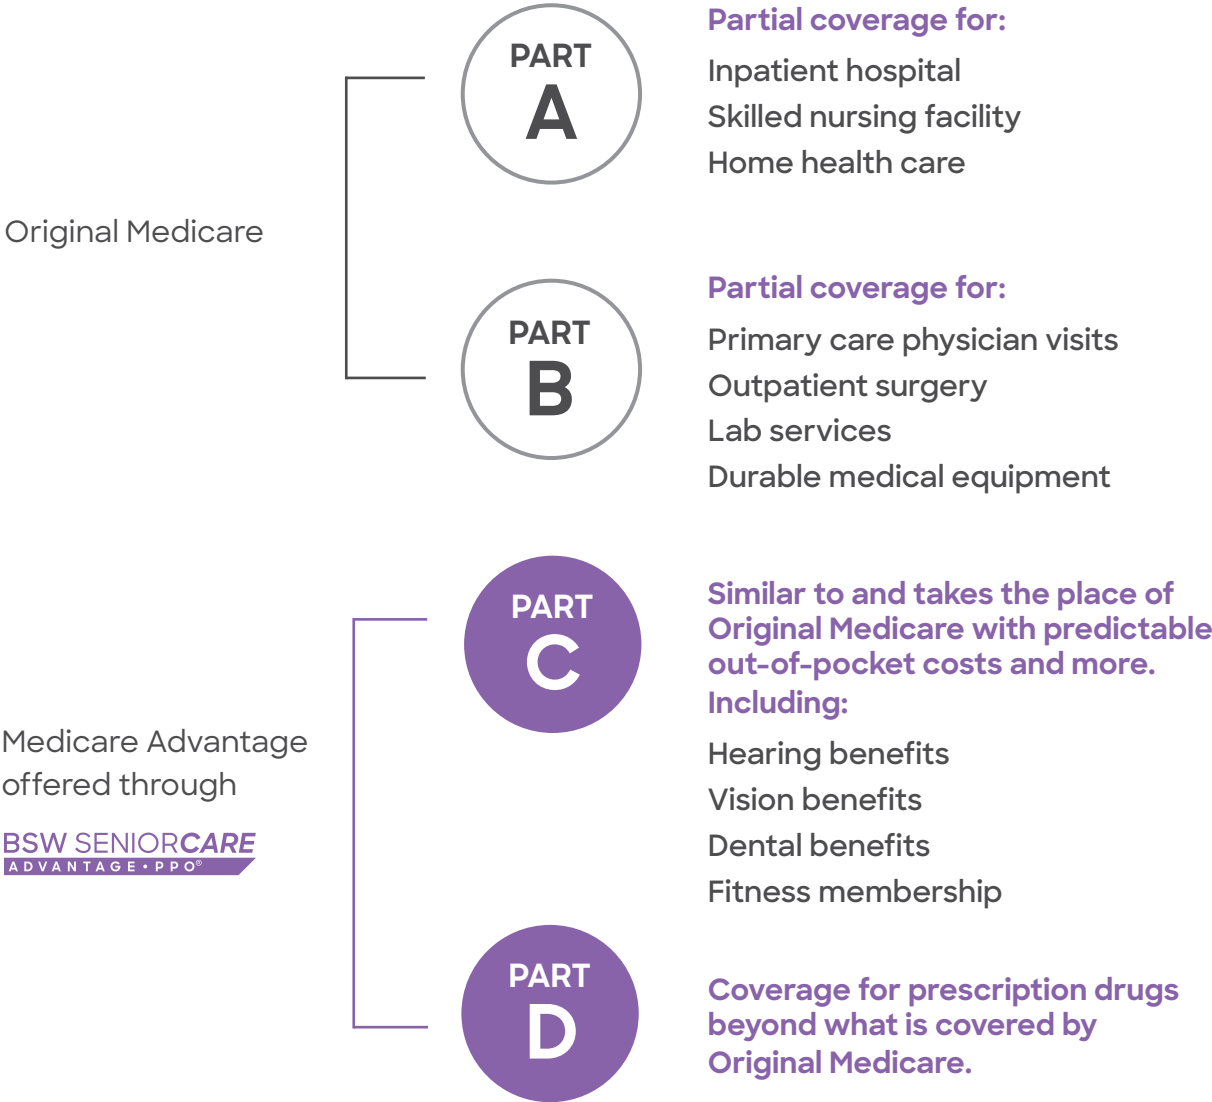 PART
A
Partial coverage for:
Inpatient hospital
Skilled nursing facility
Home health care
Original Medicare
PART
B
Partial coverage for:
Primary care physician visits
Outpatient surgery
Lab services
Durable medical equipment
PART
C
Similar to and takes the place of
Original Medicare with predictable
out-of-pocket costs and more.
Including:
Hearing benefits
Vision benefits
Dental benefits
Fitness membership
Medicare Advantage
offered through
BSW SENIORCARE
ADVANTAGE•PPO®
PART
D
Coverage for prescription drugs
beyond what is covered by
Original Medicare.